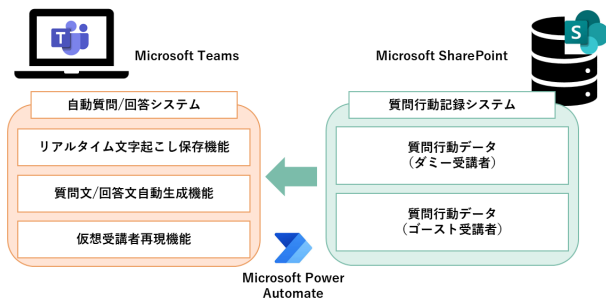 Microsoft Teams
Microsoft SharePoint
自動質問/回答システム
リアルタイム文字起こし保存機能
質問文/回答文自動生成機能
仮想受講者再現機能
質問行動記録システム
質問行動データ
（ダミー受講者）
質問行動データ
（ゴースト受講者）
Microsoft Power
Automate